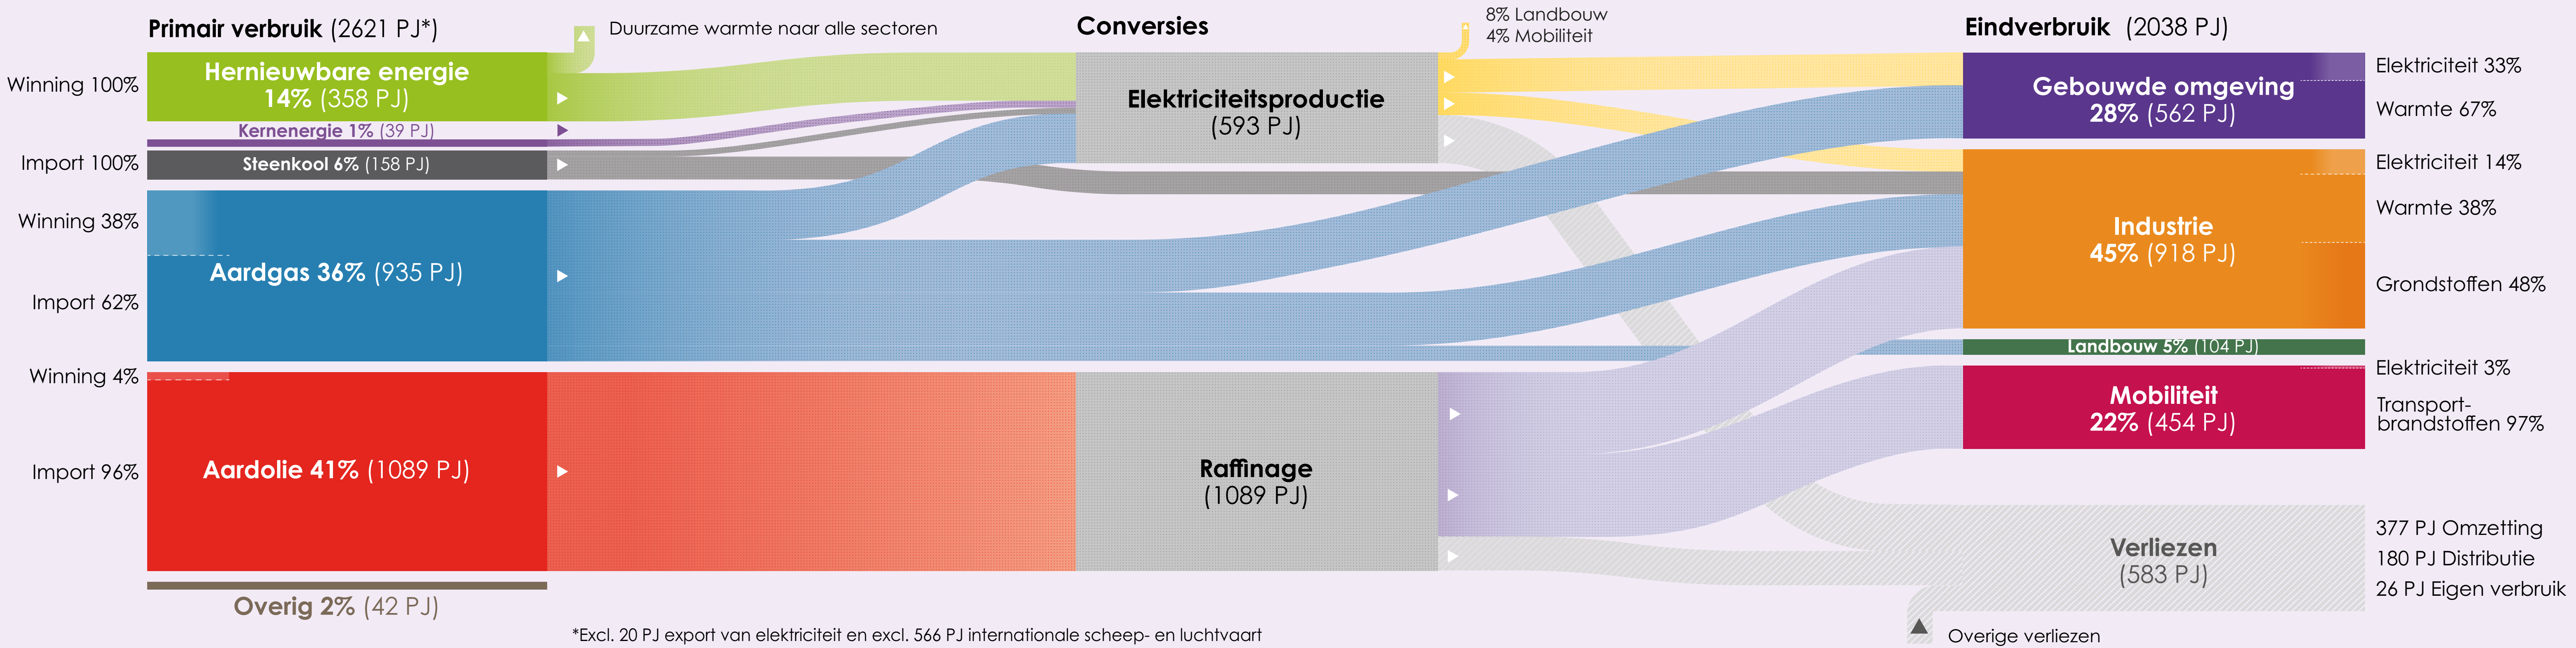 Primair verbruik (2621 PJ*)
Duurzame warmte naar alle sectoren
Conversies
8% Landbouw
4% Mobiliteit
Eindverbruik (2038 PJ)
Winning 100%
Hernieuwbare energie
14% (358 PJ)
Kernenergie 1% (39 PJ)
Import 100%
Steenkool 6% (158 PJ)
Winning 38%
Aardgas 36% (935 PJ)
Import 62%
Winning 4%
Aardolie 41% (1089 PJ)
Import 96%
Overig 2% (42 PJ)
Elektriciteitsproductie
(593 PJ)
Raffinage
(1089 PJ)
Gebouwde omgeving
28% (562 PJ)
Elektriciteit 33%
Warmte 67%
Industrie
45% (918 PJ)
Elektriciteit 14%
Warmte 38%
Grondstoffen 48%
Landbouw 5% (104 PJ)
Mobiliteit
22% (454 PJ)
Elektriciteit 3%
Transport-
brandstoffen 97%
Verliezen
(583 PJ)
377 PJ Omzetting
180 PJ Distributie
26 PJ Eigen verbruik
Overige verliezen
*Excl. 20 PJ export van elektriciteit en excl. 566 PJ internationale scheep- en luchtvaart